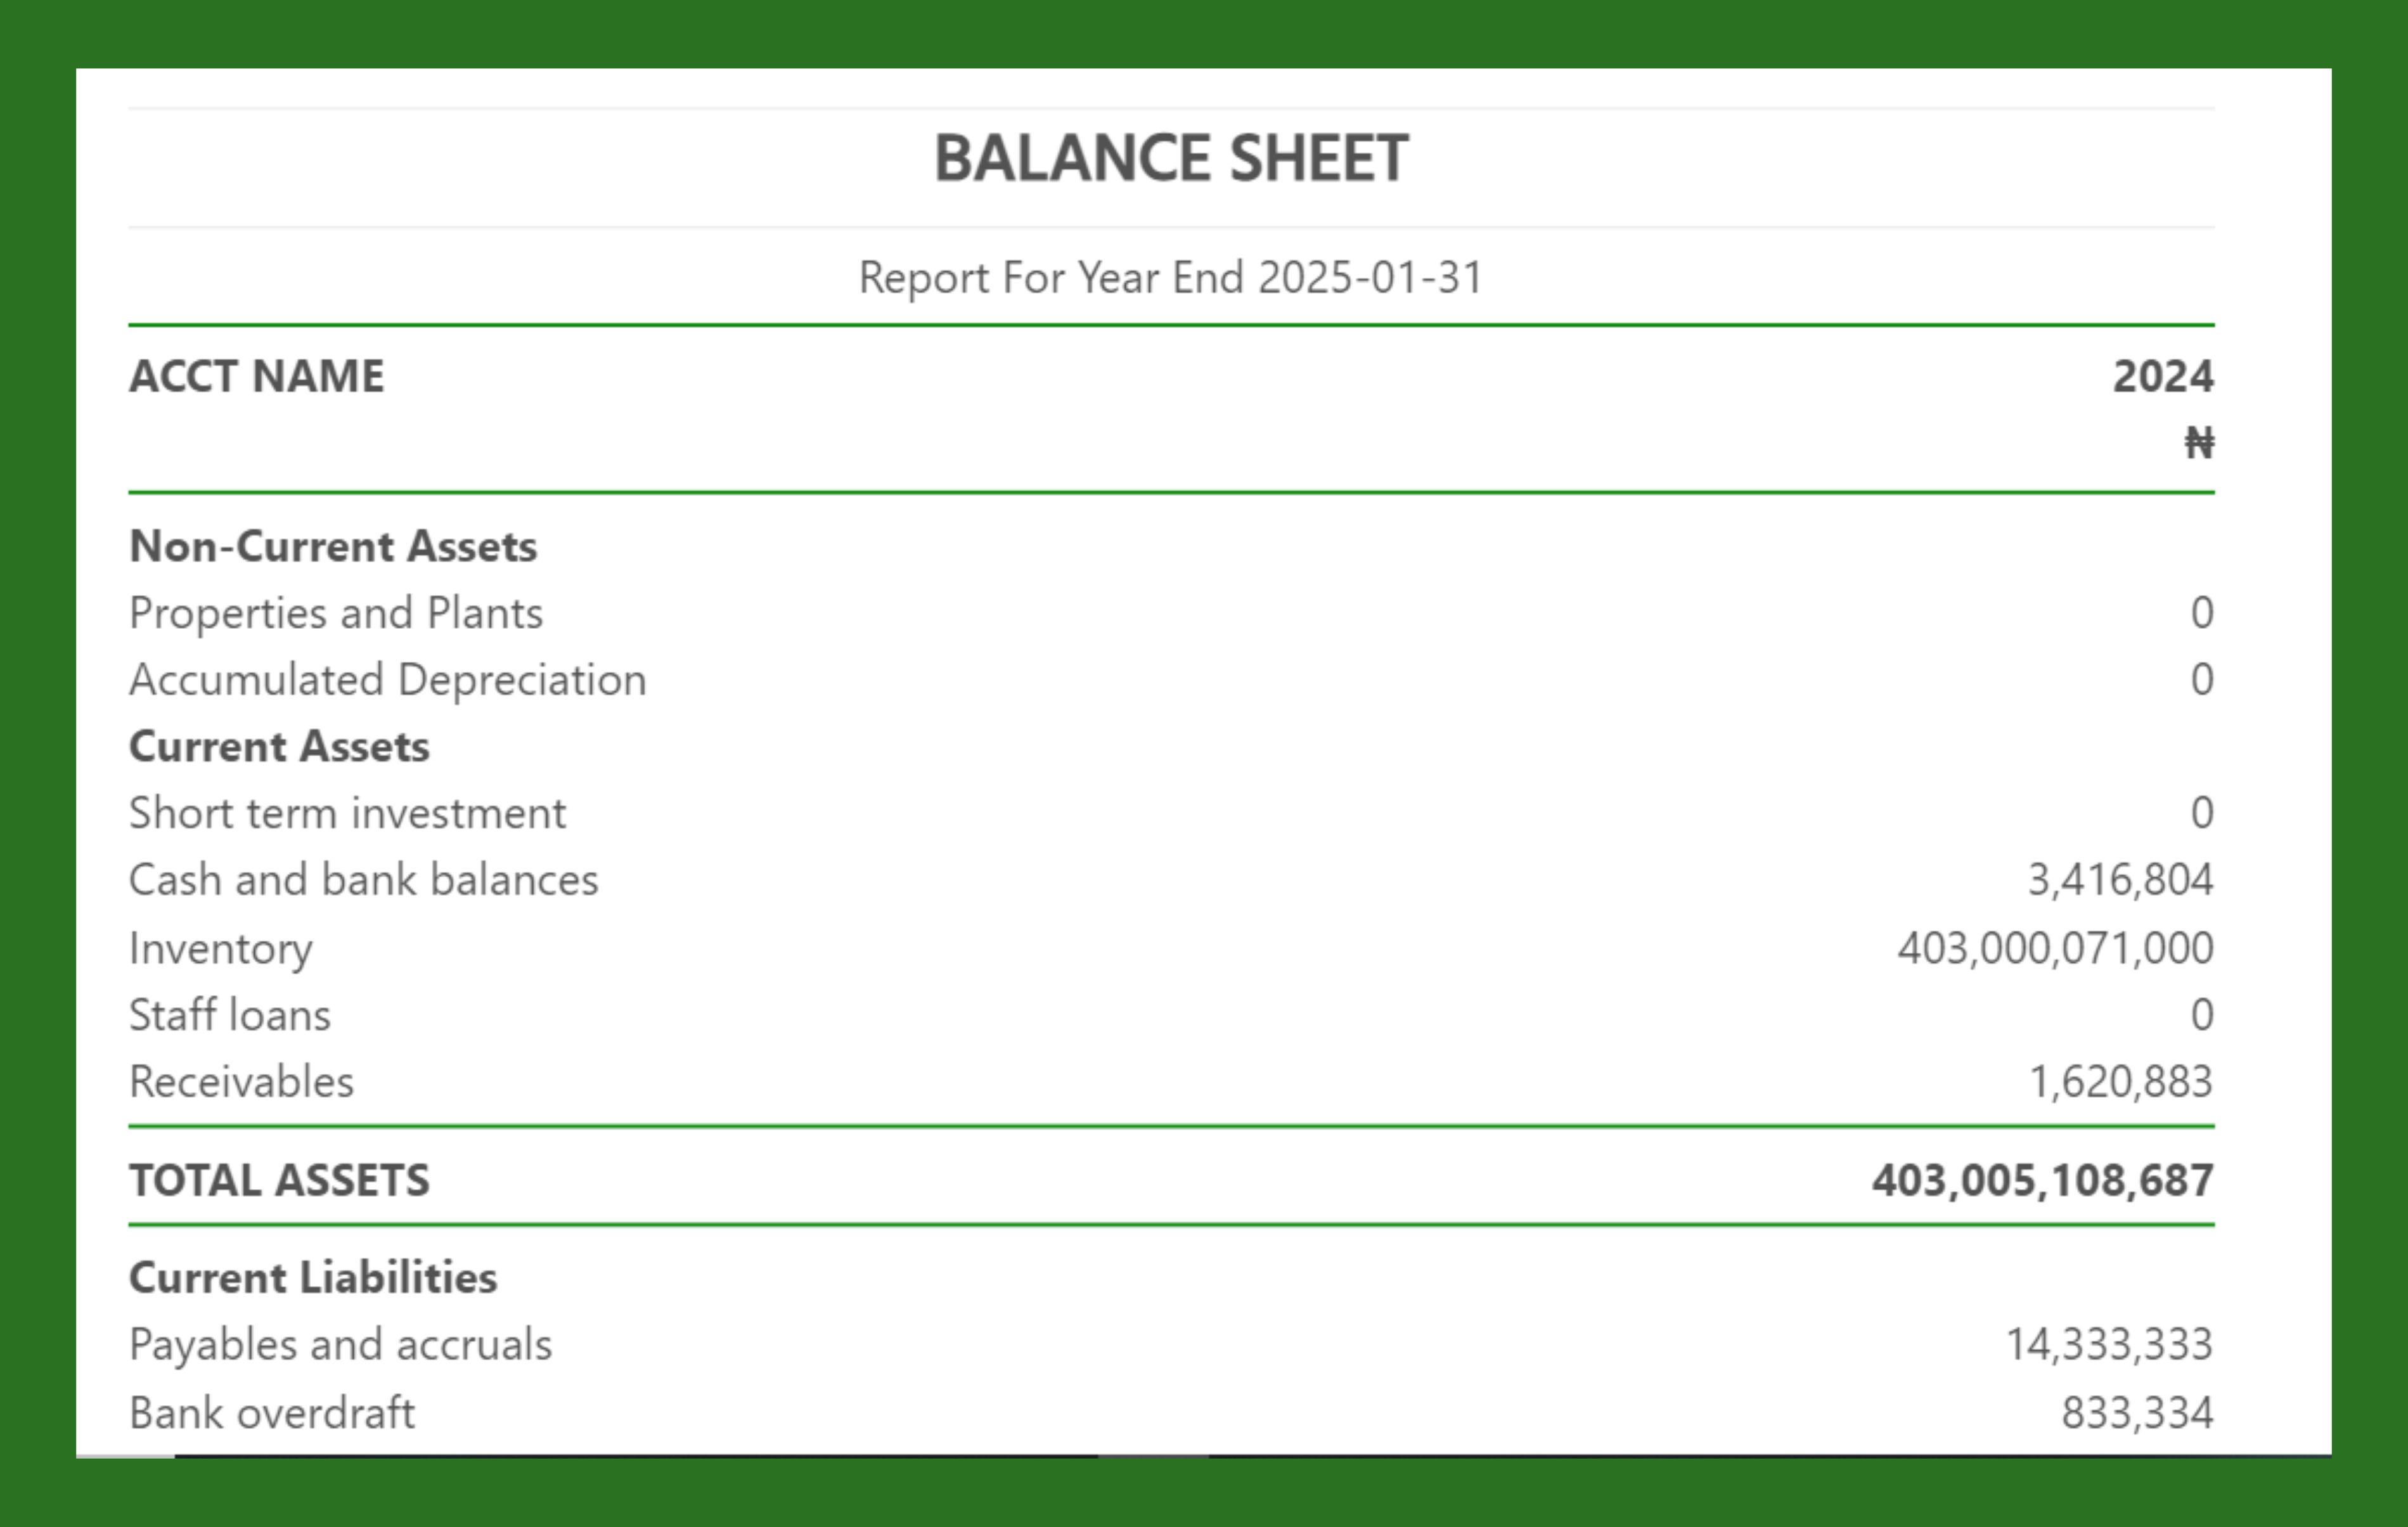 BALANCE SHEET
Report For Year End 2025-01-31
ACCT NAME 2024
₦
Non-Current Assets
Properties and Plants 0
Accumulated Depreciation 0
Current Assets
Short term investment 0
Cash and bank balances 3,416,804
Inventory 403,000,071,000
Staff loans 0
Receivables 1,620,883
TOTAL ASSETS 403,005,108,687
Current Liabilities
Payables and accruals 14,333,333
Bank overdraft 833,334